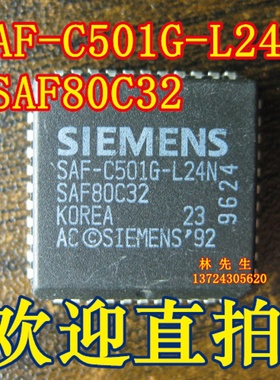 SAF-C501G-L24N
SAF80C32
SIEMENS
SAF-C501G-L24N
SAF80C32
KOREA 23
9624
AC©SIEMENS'92
林 先 生
13724305620
欢迎直拍